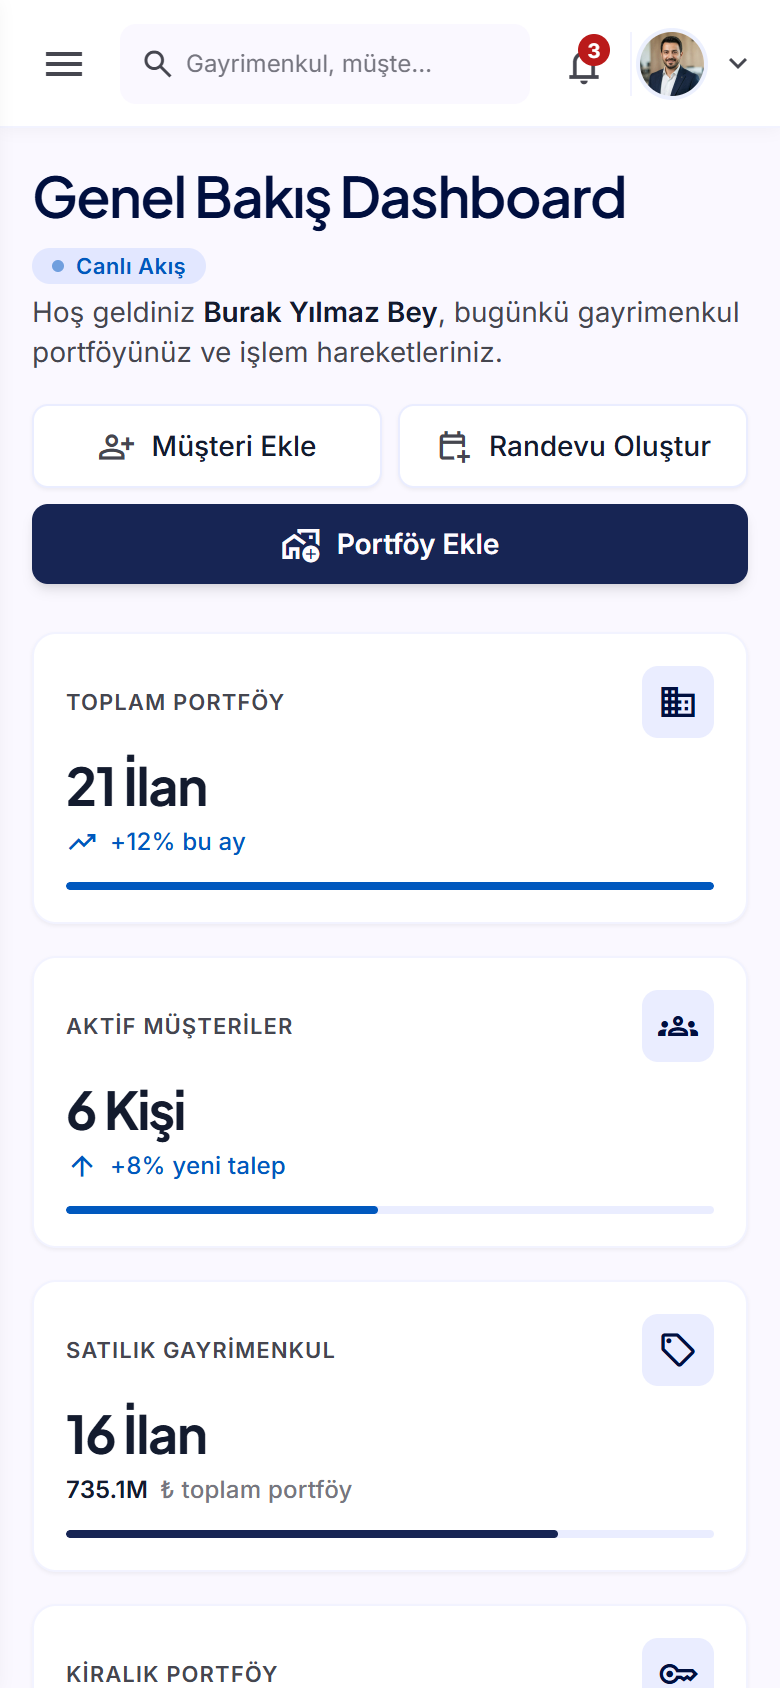 Gayrimenkul, müşte...
3
Genel Bakış Dashboard
Canlı Akış
Hoş geldiniz Burak Yılmaz Bey, bugünkü gayrimenkul
portföyünüz ve işlem hareketleriniz.
Müşteri Ekle
Randevu Oluştur
Portföy Ekle
TOPLAM PORTFÖY
21 İlan
+12% bu ay
AKTİF MÜŞTERİLER
6 Kişi
+8% yeni talep
SATILIK GAYRİMENKUL
16 İlan
735.1M ₺ toplam portföy
KİRALIK PORTFÖY